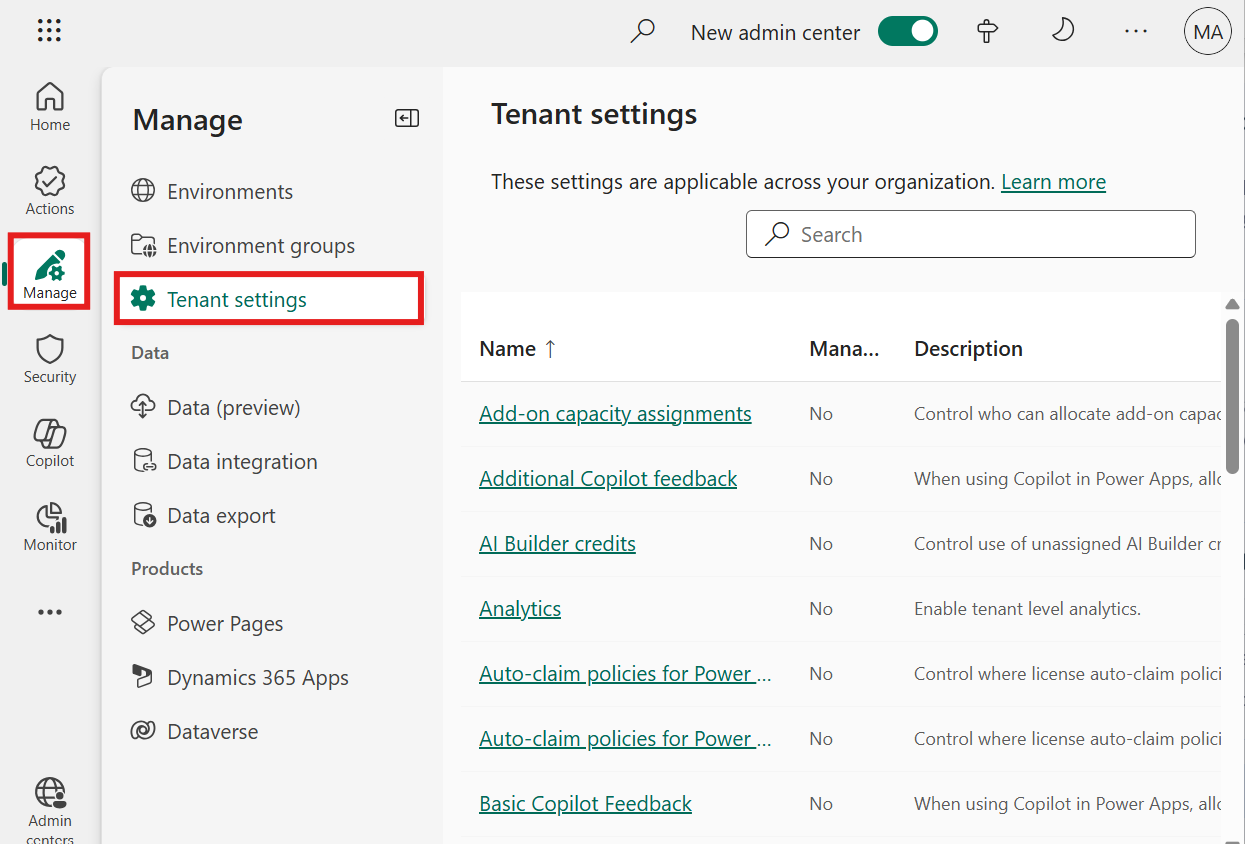 New admin center
MA
Home
Actions
Manage
Security
Copilot
Monitor
Admin
centers
Manage
Environments
Environment groups
Tenant settings
Data
Data (preview)
Data integration
Data export
Products
Power Pages
Dynamics 365 Apps
Dataverse
Tenant settings
These settings are applicable across your organization. Learn more
Search
Name ↑ Mana... Description
Add-on capacity assignments No Control who can allocate add-on capac
Additional Copilot feedback No When using Copilot in Power Apps, allo
AI Builder credits No Control use of unassigned AI Builder cr
Analytics No Enable tenant level analytics.
Auto-claim policies for Power ... No Control where license auto-claim polici
Auto-claim policies for Power ... No Control where license auto-claim polici
Basic Copilot Feedback No When using Copilot in Power Apps, allo